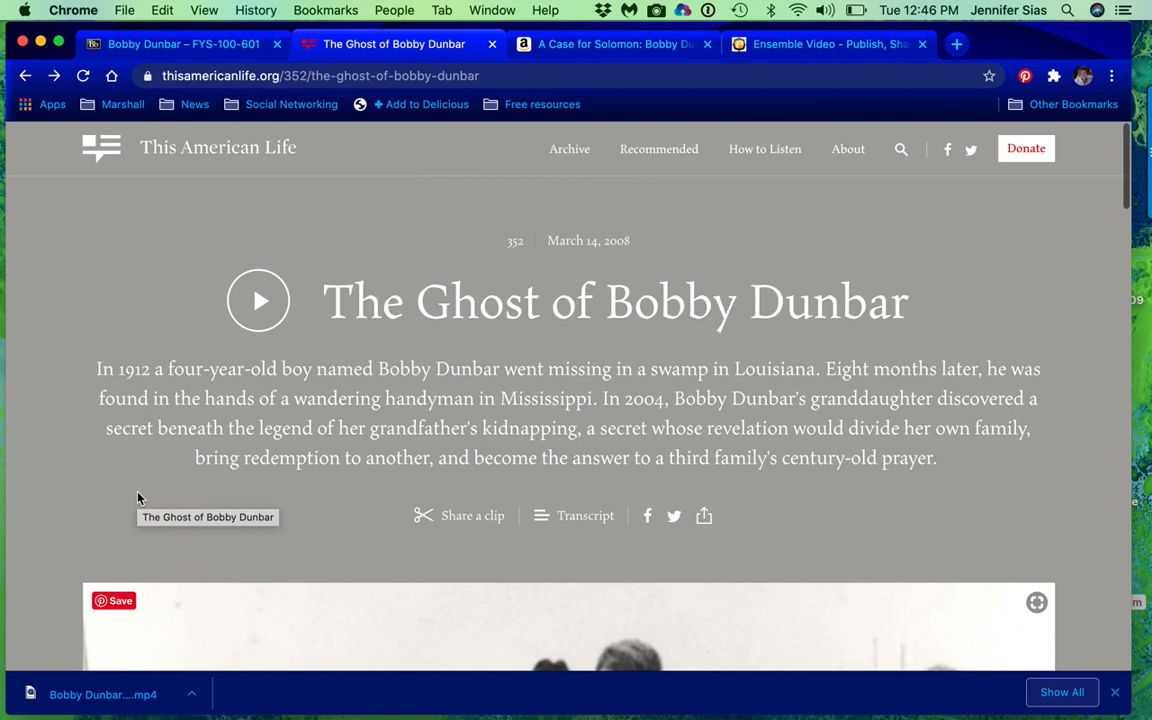 Chrome File Edit View History Bookmarks People Tab Window Help Tue 12:46 PM Jennifer Sias
Bobby Dunbar – FYS-100-601 The Ghost of Bobby Dunbar A Case for Solomon: Bobby Du Ensemble Video - Publish, Sha
thisamericanlife.org/352/the-ghost-of-bobby-dunbar
Apps Marshall News Social Networking + Add to Delicious Free resources Other Bookmarks
This American Life Archive Recommended How to Listen About Donate
352 March 14, 2008
The Ghost of Bobby Dunbar
In 1912 a four-year-old boy named Bobby Dunbar went missing in a swamp in Louisiana. Eight months later, he was
found in the hands of a wandering handyman in Mississippi. In 2004, Bobby Dunbar's granddaughter discovered a
secret beneath the legend of her grandfather's kidnapping, a secret whose revelation would divide her own family,
bring redemption to another, and become the answer to a third family's century-old prayer.
Share a clip Transcript
The Ghost of Bobby Dunbar
Save
Bobby Dunbar....mp4 Show All